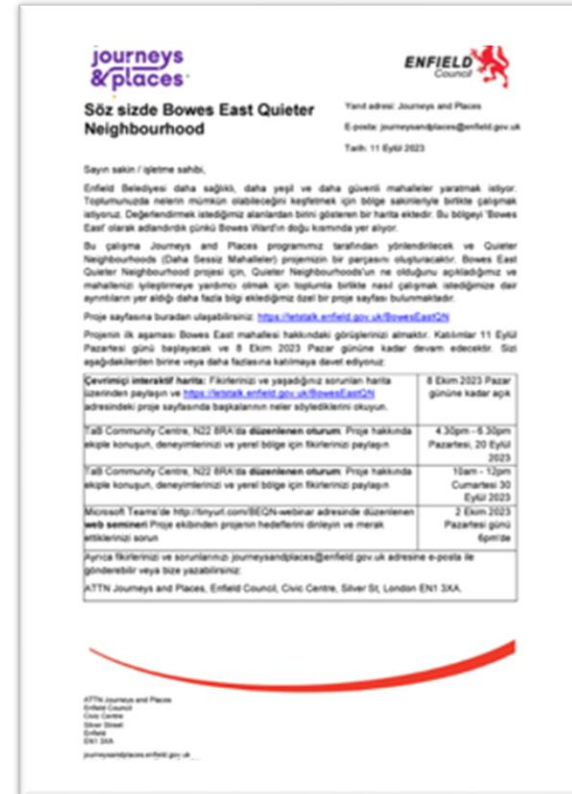 journeys
&places
ENFIELD
Council
Söz sizde Bowes East Quieter
Neighbourhood
Yanıt adresi: Journeys and Places
E-posta: journeysandplaces@enfield.gov.uk
Tarih: 11 Eylül 2023
Sayın sakin / işletme sahibi,
Enfield Belediyesi daha sağlıklı, daha yeşil ve daha güvenli mahalleler yaratmak istiyor.
Toplumunuzda nelerin mümkün olabileceğini keşfetmek için bölge sakinleriyle birlikte çalışmak
istiyoruz. Değerlendirmek istediğimiz alanlardan birini gösteren bir harita ektedir. Bu bölgeyi 'Bowes
East' olarak adlandırdık çünkü Bowes Ward'ın doğu kısmında yer alıyor.
Bu çalışma Journeys and Places programımız tarafından yönlendirilecek ve Quieter
Neighbourhoods (Daha Sessiz Mahalleler) projemizin bir parçasını oluşturacaktır. Bowes East
Quieter Neighbourhood projesi için, Quieter Neighbourhoods'un ne olduğunu açıkladığımız ve
mahallenizi iyileştirmeye yardımcı olmak için toplumla birlikte nasıl çalışmak istediğimize dair
ayrıntıların yer aldığı daha fazla bilgi eklediğimiz özel bir proje sayfası bulunmaktadır.
Proje sayfasına buradan ulaşabilirsiniz: https://letstalk.enfield.gov.uk/BowesEastQN
Projenin ilk aşaması Bowes East mahallesi hakkındaki görüşlerinizi almaktır. Katılımlar 11 Eylül
Pazartesi günü başlayacak ve 8 Ekim 2023 Pazar gününe kadar devam edecektir. Sizi
aşağıdakilerden birine veya daha fazlasına katılmaya davet ediyoruz:
Çevrimiçi interaktif harita: Fikirlerinizi ve yaşadığınız sorunları harita
üzerinden paylaşın ve https://letstalk.enfield.gov.uk/BowesEastQN
adresindeki proje sayfasında başkalarının neler söylediklerini okuyun.
8 Ekim 2023 Pazar
gününe kadar açık
TaB Community Centre, N22 8RA'da düzenlenen oturum: Proje hakkında
ekiple konuşun, deneyimlerinizi ve yerel bölge için fikirlerinizi paylaşın
4.30pm - 6.30pm
Pazartesi, 20 Eylül
2023
TaB Community Centre, N22 8RA'da düzenlenen oturum: Proje hakkında
ekiple konuşun, deneyimlerinizi ve yerel bölge için fikirlerinizi paylaşın
10am - 12pm
Cumartesi 30
Eylül 2023
Microsoft Teams'de http://tinyurl.com/BEQN-webinar adresinde düzenlenen
web semineri Proje ekibinden projenin hedeflerini dinleyin ve merak
ettiklerinizi sorun
2 Ekim 2023
Pazartesi günü
6pm'de
Ayrıca fikirlerinizi ve sorunlarınızı journeysandplaces@enfield.gov.uk adresine e-posta ile
gönderebilir veya bize yazabilirsiniz:
ATTN Journeys and Places, Enfield Council, Civic Centre, Silver St, London EN1 3XA.
ATTN Journeys and Places
Enfield Council
Civic Centre
Silver Street
Enfield
EN1 3XA
journeysandplaces.enfield.gov.uk